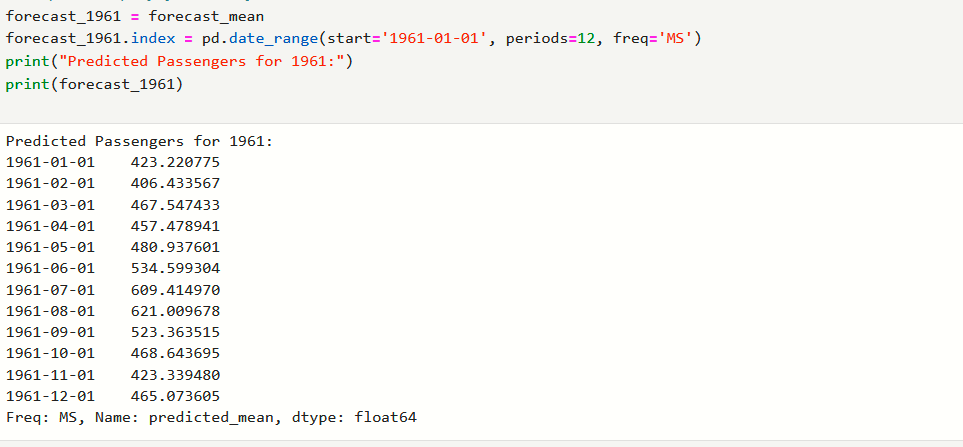 forecast_1961 = forecast_mean
forecast_1961.index = pd.date_range(start='1961-01-01', periods=12, freq='MS')
print("Predicted Passengers for 1961:")
print(forecast_1961)
Predicted Passengers for 1961:
1961-01-01    423.220775
1961-02-01    406.433567
1961-03-01    467.547433
1961-04-01    457.478941
1961-05-01    480.937601
1961-06-01    534.599304
1961-07-01    609.414970
1961-08-01    621.009678
1961-09-01    523.363515
1961-10-01    468.643695
1961-11-01    423.339480
1961-12-01    465.073605
Freq: MS, Name: predicted_mean, dtype: float64